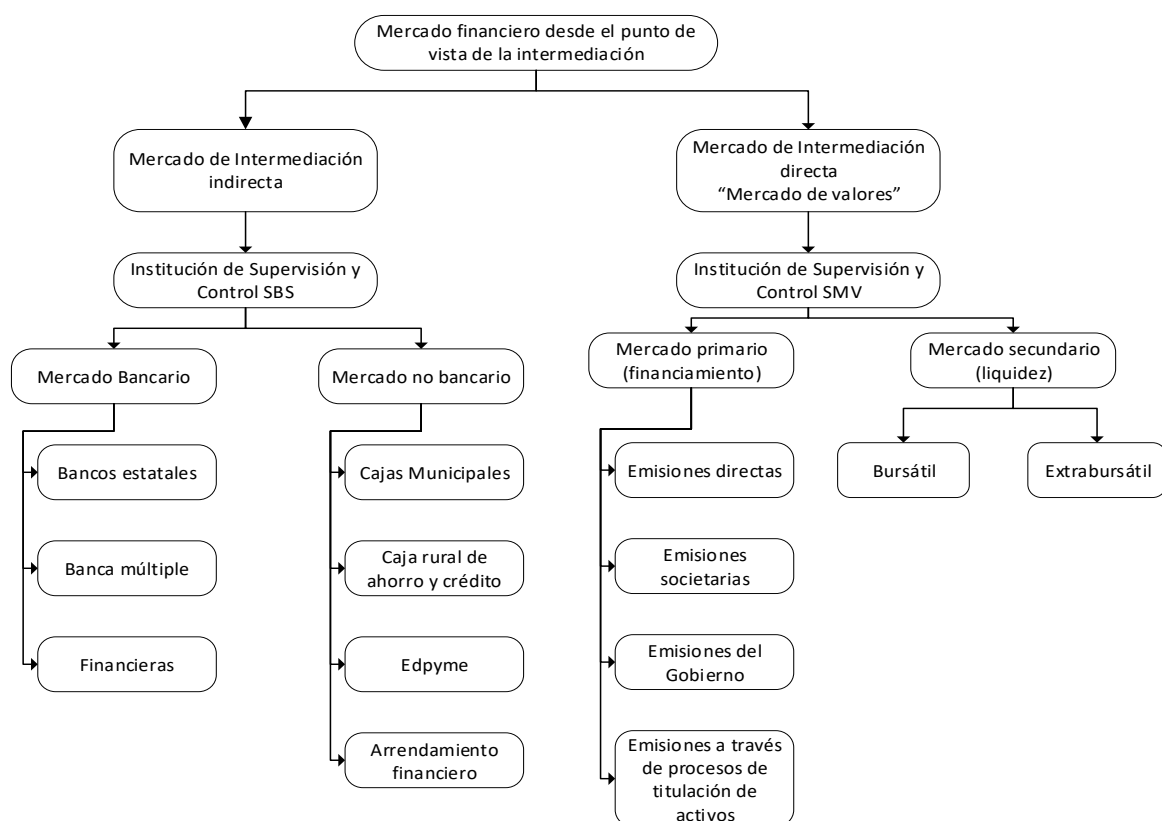 Mercado financiero desde el punto de
vista de la intermediación
Mercado de Intermediación
indirecta
Mercado de Intermediación
directa
“Mercado de valores”
Institución de Supervisión y
Control SBS
Institución de Supervisión y
Control SMV
Mercado Bancario
Mercado no bancario
Mercado primario
(financiamiento)
Mercado secundario
(liquidez)
Bancos estatales
Cajas Municipales
Emisiones directas
Bursátil
Extrabursátil
Banca múltiple
Caja rural de
ahorro y crédito
Emisiones
societarias
Financieras
Edpyme
Emisiones del
Gobierno
Arrendamiento
financiero
Emisiones a través
de procesos de
titulación de
activos